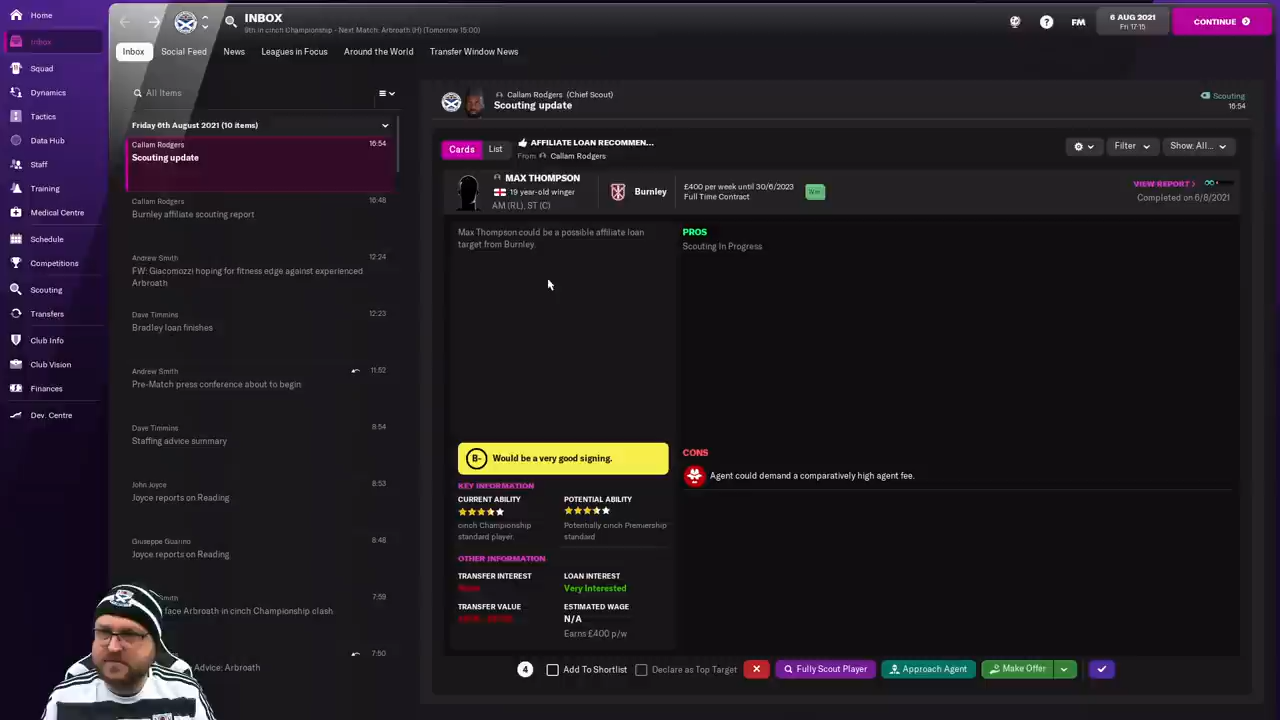 Home
Inbox
Squad
Dynamics
Tactics
Data Hub
Staff
Training
Medical Centre
Schedule
Competitions
Scouting
Transfers
Club Info
Club Vision
Finances
Dev. Centre
INBOX
9th in cinch Championship - Next Match: Arbroath (H) (Tomorrow 15:00)
FM
6 AUG 2021
Fri 17:15
CONTINUE
Inbox
Social Feed
News
Leagues in Focus
Around the World
Transfer Window News
All Items
Friday 6th August 2021 (10 items)
Callam Rodgers 16:54
Scouting update
Callam Rodgers 16:48
Burnley affiliate scouting report
Andrew Smith 12:24
FW: Giacomozzi hoping for fitness edge against experienced
Arbroath
Dave Timmins 12:23
Bradley loan finishes
Andrew Smith 11:52
Pre-Match press conference about to begin
Dave Timmins 8:54
Staffing advice summary
John Joyce 8:53
Joyce reports on Reading
Giuseppe Guarino 8:48
Joyce reports on Reading
Smith 7:59
face Arbroath in cinch Championship clash
7:50
Advice: Arbroath
Callam Rodgers (Chief Scout)
Scouting update
Scouting
16:54
Cards
List
AFFILIATE LOAN RECOMMEN...
From: Callam Rodgers
Filter
Show: All...
MAX THOMPSON
19 year-old winger
AM (RL), ST (C)
Burnley
£400 per week until 30/6/2023
Full Time Contract
VIEW REPORT >
Completed on 6/8/2021
Max Thompson could be a possible affiliate loan
target from Burnley.
PROS
Scouting In Progress
B- Would be a very good signing.
KEY INFORMATION
CURRENT ABILITY
cinch Championship
standard player.
POTENTIAL ABILITY
Potentially cinch Premiership
standard
OTHER INFORMATION
TRANSFER INTEREST
LOAN INTEREST
Very Interested
TRANSFER VALUE
ESTIMATED WAGE
N/A
Earns £400 p/w
CONS
Agent could demand a comparatively high agent fee.
4
Add To Shortlist
Declare as Top Target
Fully Scout Player
Approach Agent
Make Offer